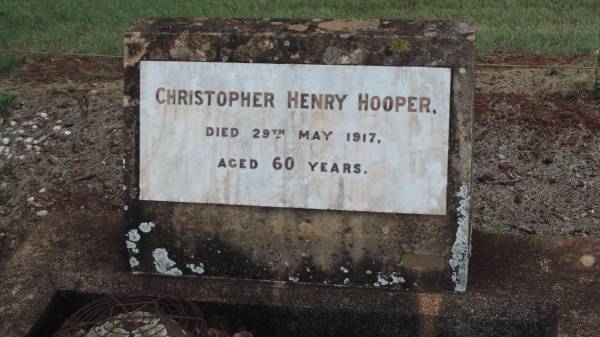 CHRISTOPHER HENRY HOOPER,
DIED 29TH MAY 1917,
AGED 60 YEARS.